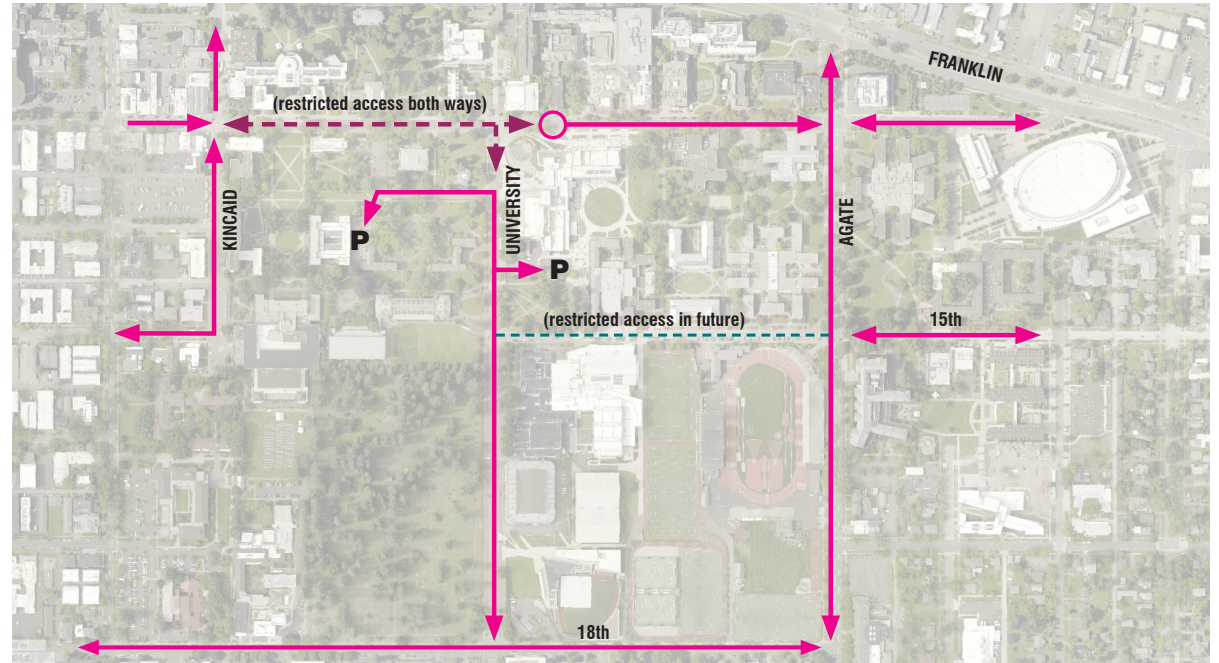 FRANKLIN
(restricted access both ways)
KINCAID
UNIVERSITY
AGATE
P
P
(restricted access in future)
15th
18th